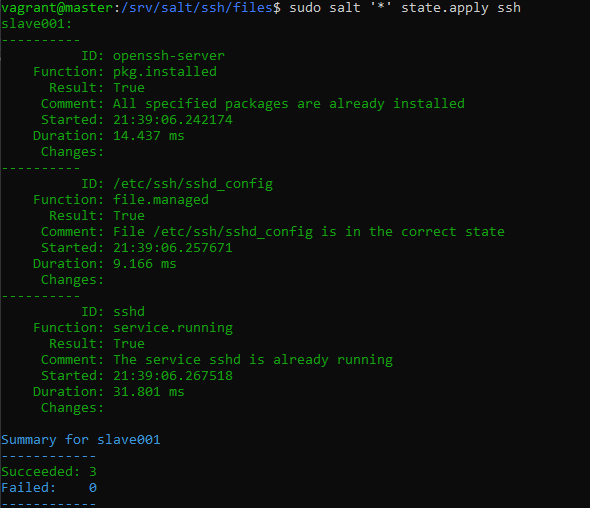 vagrant@master:/srv/salt/ssh/files$ sudo salt '*' state.apply ssh
slave001:
----------
          ID: openssh-server
    Function: pkg.installed
      Result: True
     Comment: All specified packages are already installed
     Started: 21:39:06.242174
    Duration: 14.437 ms
     Changes:
----------
          ID: /etc/ssh/sshd_config
    Function: file.managed
      Result: True
     Comment: File /etc/ssh/sshd_config is in the correct state
     Started: 21:39:06.257671
    Duration: 9.166 ms
     Changes:
----------
          ID: sshd
    Function: service.running
      Result: True
     Comment: The service sshd is already running
     Started: 21:39:06.267518
    Duration: 31.801 ms
     Changes:

Summary for slave001
------------
Succeeded: 3
Failed:    0
------------